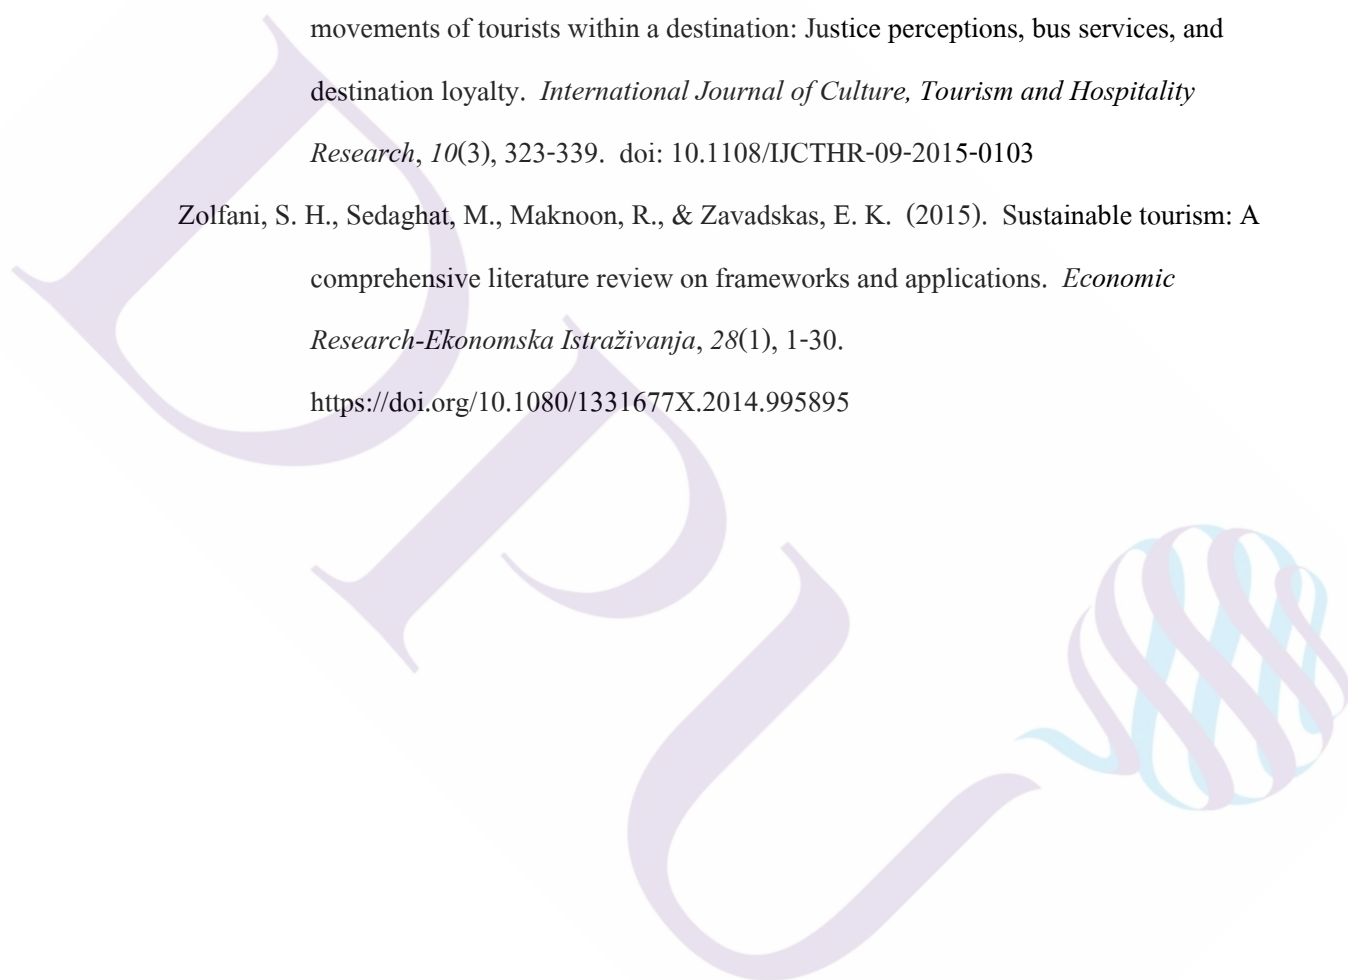 movements of tourists within a destination: Justice perceptions, bus services, and
destination loyalty. International Journal of Culture, Tourism and Hospitality
Research, 10(3), 323-339. doi: 10.1108/IJCTHR-09-2015-0103
Zolfani, S. H., Sedaghat, M., Maknoon, R., & Zavadskas, E. K. (2015). Sustainable tourism: A
comprehensive literature review on frameworks and applications. Economic
Research-Ekonomska Istraživanja, 28(1), 1-30.
https://doi.org/10.1080/1331677X.2014.995895
DPU